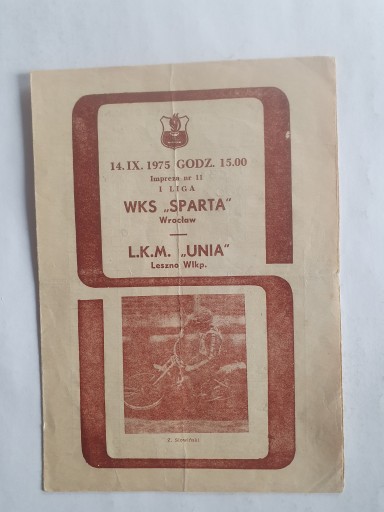 14. IX. 1975 GODZ. 15.00
Impreza nr 11
I LIGA
WKS „SPARTA"
Wrocław
L.K.M. „UNIA"
Leszno Wlkp.